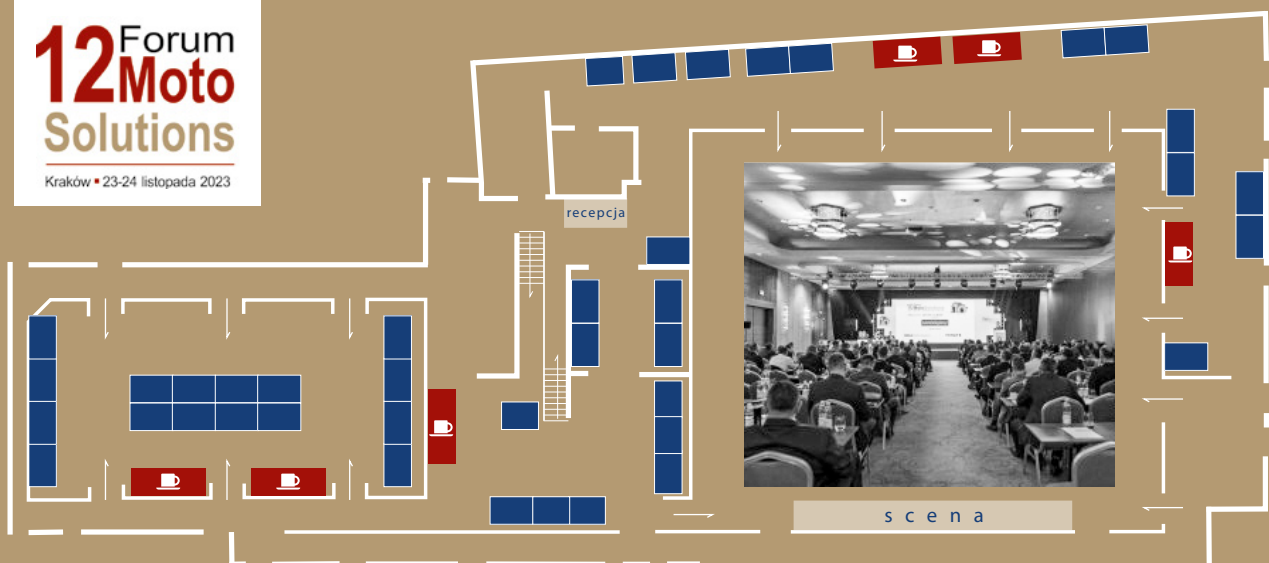 12 Forum
Moto
Solutions
Kraków ▪ 23-24 listopada 2023
recepcja
scena